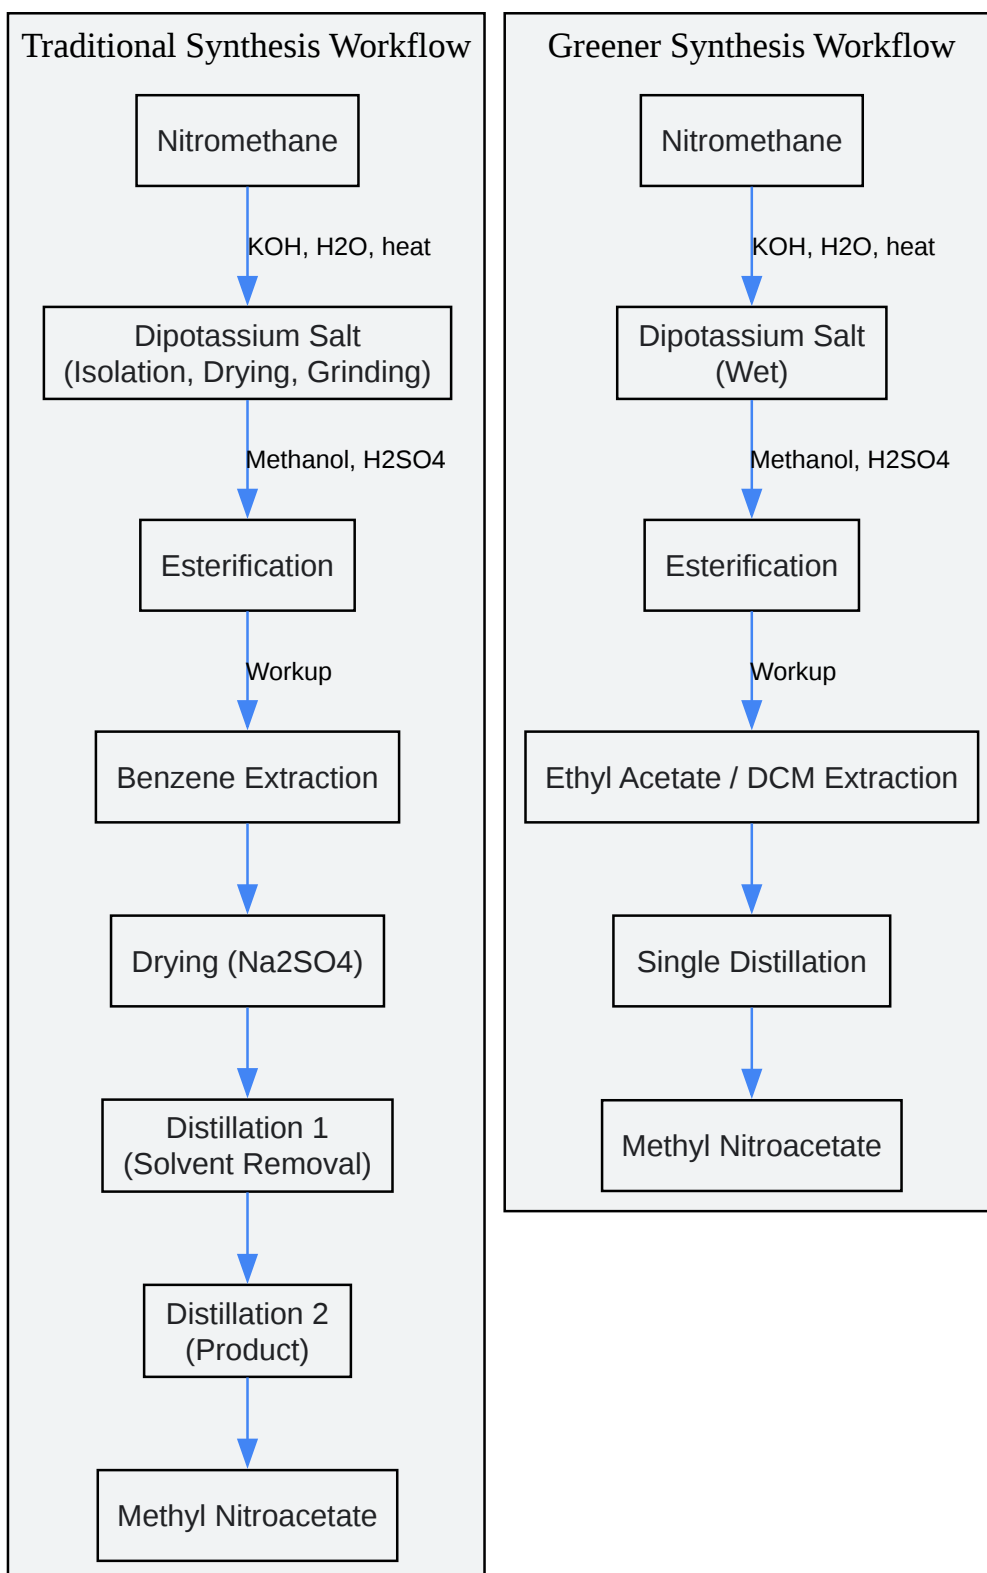 Traditional Synthesis Workflow
Nitromethane
KOH, H2O, heat
Dipotassium Salt
(Isolation, Drying, Grinding)
Methanol, H2SO4
Esterification
Workup
Benzene Extraction
Drying (Na2SO4)
Distillation 1
(Solvent Removal)
Distillation 2
(Product)
Methyl Nitroacetate
Greener Synthesis Workflow
Nitromethane
KOH, H2O, heat
Dipotassium Salt
(Wet)
Methanol, H2SO4
Esterification
Workup
Ethyl Acetate / DCM Extraction
Single Distillation
Methyl Nitroacetate